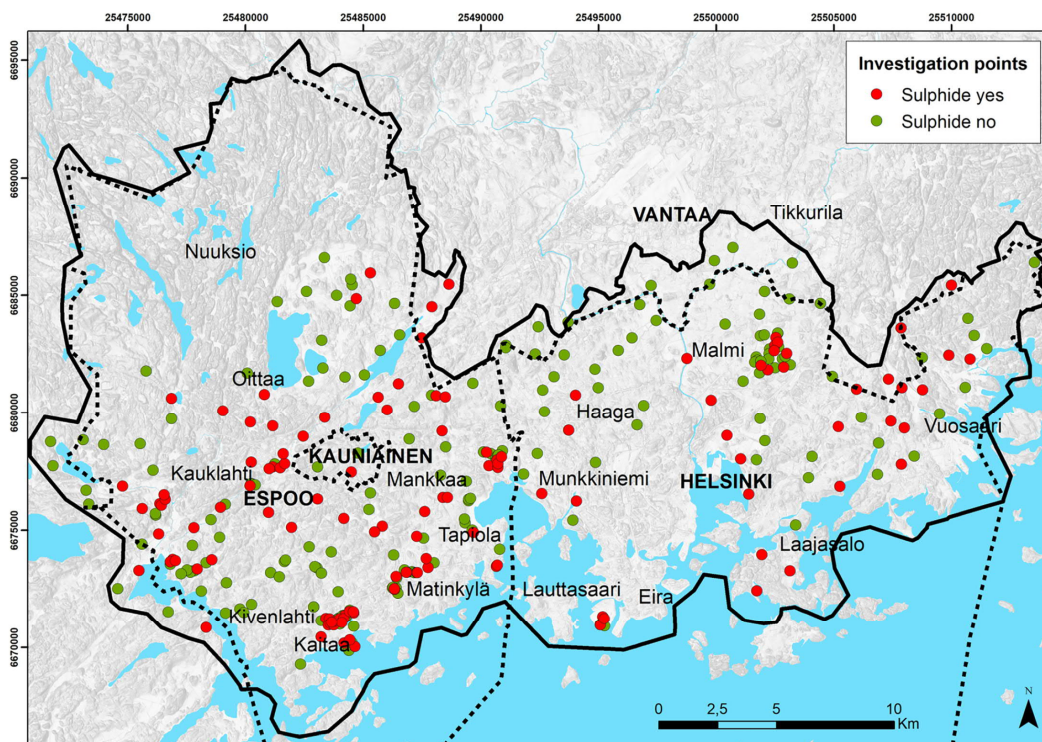 25475000 25480000 25485000 25490000 25495000 25500000 25505000 25510000
6695000
6690000
6685000
6680000
6675000
6670000
Investigation points
Sulphide yes
Sulphide no
VANTAA
Tikkurila
Nuuksio
Malmi
Oittaa
Haaga
Vuosaari
KAUNIAINEN
Kauklahti
Mankkaa
Munkkiniemi
HELSINKI
ESPOO
Tapiola
Laajasalo
Matinkylä
Lauttasaari
Eira
Kivenlahti
Kaitaa
N
0 2,5 5 10
Km